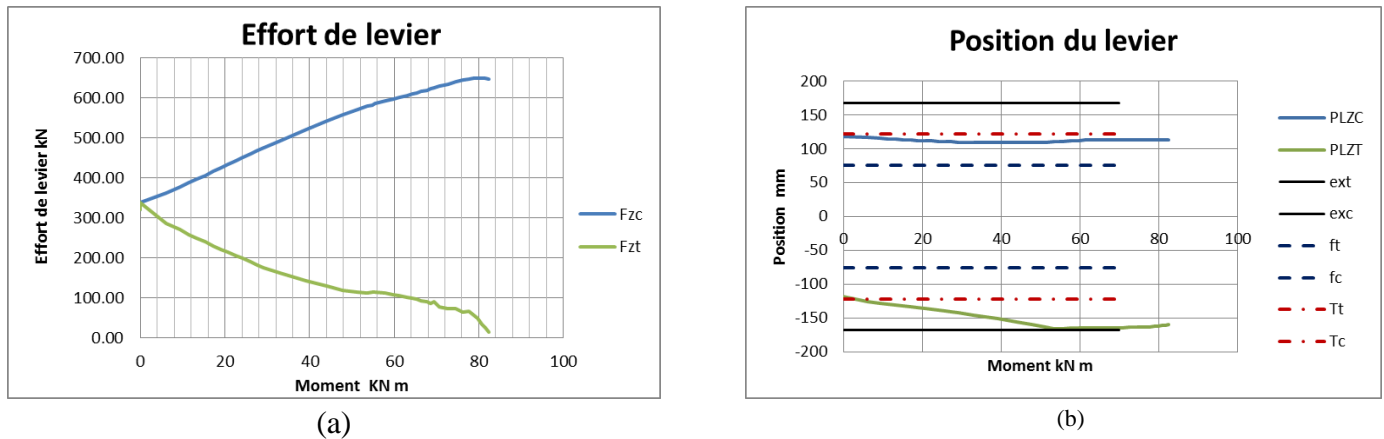 Effort de levier
700.00
600.00
500.00
400.00
300.00
200.00
100.00
0.00
0 20 40 60 80 100
Effort de levier kN
Moment KN m
Fzc
Fzt
(a)
Position du levier
200
150
100
50
0
-50
-100
-150
-200
0 20 40 60 80 100
Position mm
Moment kN m
PLZC
PLZT
ext
exc
ft
fc
Tt
Tc
(b)